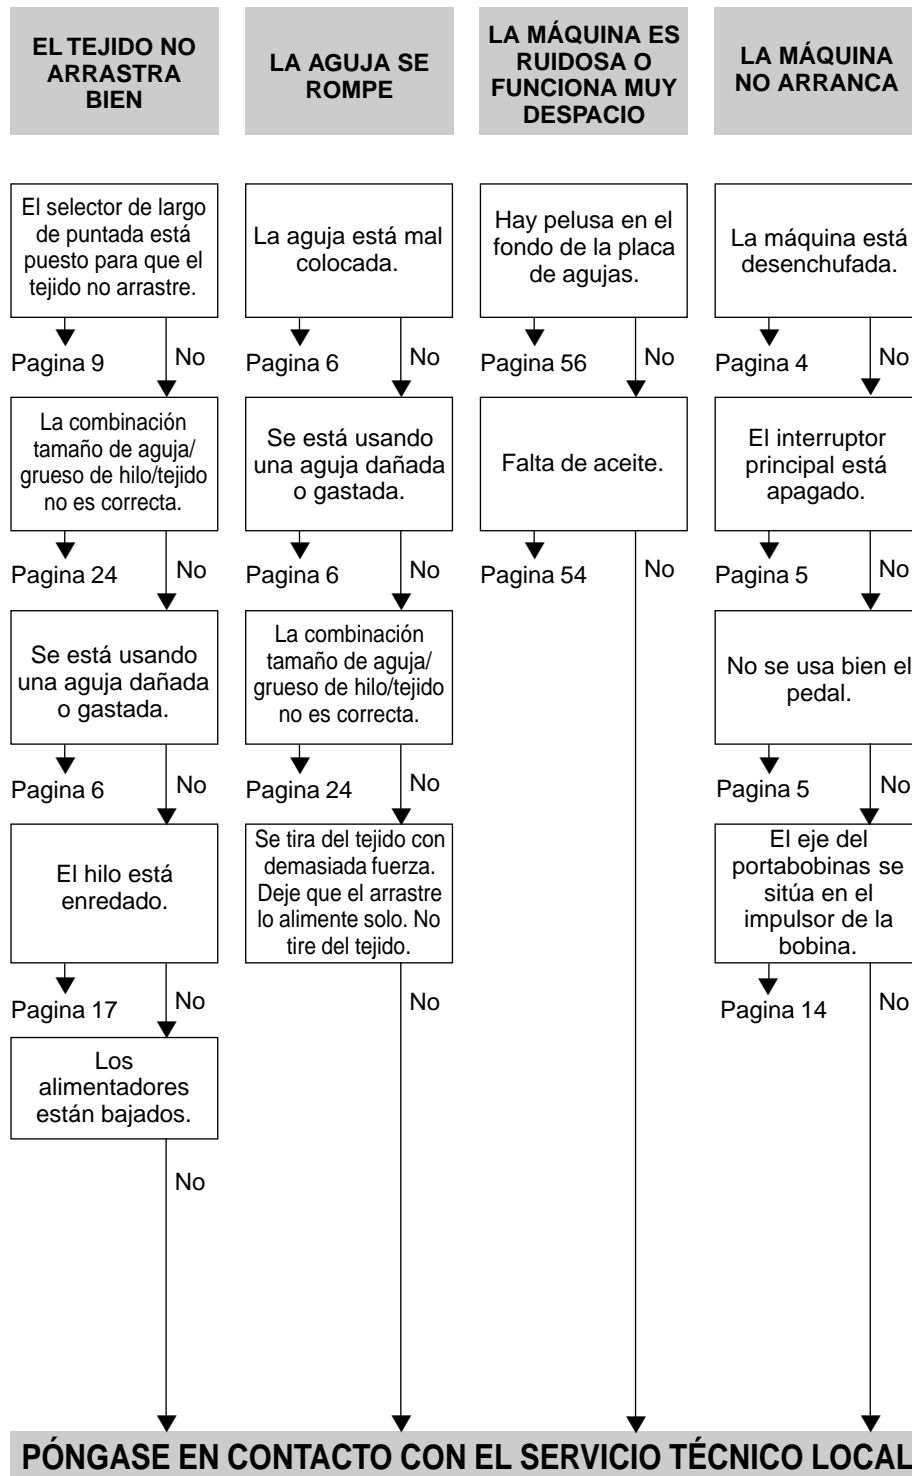 EL TEJIDO NO
ARRASTRA
BIEN
El selector de largo
de puntada está
puesto para que el
tejido no arrastre.
Pagina 9
No
La combinación
tamaño de aguja/
grueso de hilo/tejido
no es correcta.
Pagina 24
No
Se está usando
una aguja dañada
o gastada.
Pagina 6
No
El hilo está
enredado.
Pagina 17
No
Los
alimentadores
están bajados.
No
LA AGUJA SE
ROMPE
La aguja está mal
colocada.
Pagina 6
No
Se está usando
una aguja dañada
o gastada.
Pagina 6
No
La combinación
tamaño de aguja/
grueso de hilo/tejido
no es correcta.
Pagina 24
No
Se tira del tejido con
demasiada fuerza.
Deje que el arrastre
lo alimente solo. No
tire del tejido.
No
LA MÁQUINA ES
RUIDOSA O
FUNCIONA MUY
DESPACIO
Hay pelusa en el
fondo de la placa
de agujas.
Pagina 56
No
Falta de aceite.
Pagina 54
No
LA MÁQUINA
NO ARRANCA
La máquina está
desenchufada.
Pagina 4
No
El interruptor
principal está
apagado.
Pagina 5
No
No se usa bien el
pedal.
Pagina 5
No
El eje del
portabobinas se
sitúa en el
impulsor de la
bobina.
Pagina 14
No
PÓNGASE EN CONTACTO CON EL SERVICIO TÉCNICO LOCAL